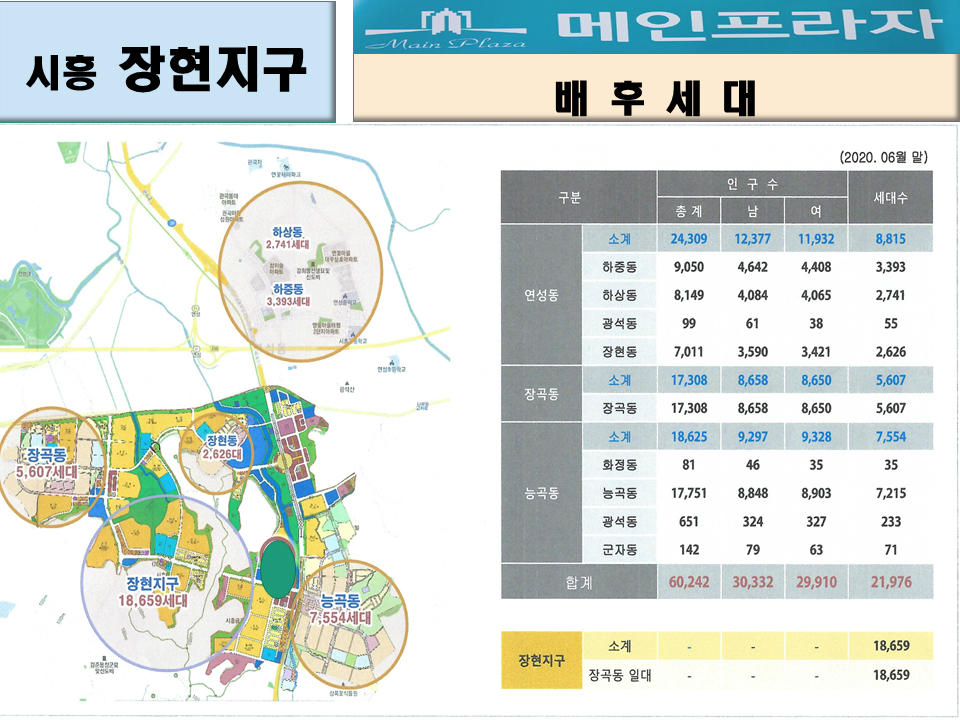 시흥 장현지구
Main Plaza 메인프라자
배 후 세 대
하상동
2,741세대
하중동
3,393세대
장현동
2,626대
장곡동
5,607세대
장현지구
18,659세대
능곡동
7,554세대
(2020. 06월 말)
구분 인 구 수 세대수
총 계 남 여
연성동 소계 24,309 12,377 11,932 8,815
하중동 9,050 4,642 4,408 3,393
하상동 8,149 4,084 4,065 2,741
광석동 99 61 38 55
장현동 7,011 3,590 3,421 2,626
장곡동 소계 17,308 8,658 8,650 5,607
장곡동 17,308 8,658 8,650 5,607
능곡동 소계 18,625 9,297 9,328 7,554
화정동 81 46 35 35
능곡동 17,751 8,848 8,903 7,215
광석동 651 324 327 233
군자동 142 79 63 71
합계 60,242 30,332 29,910 21,976
장현지구 소계 - - - 18,659
장곡동 일대 - - - 18,659